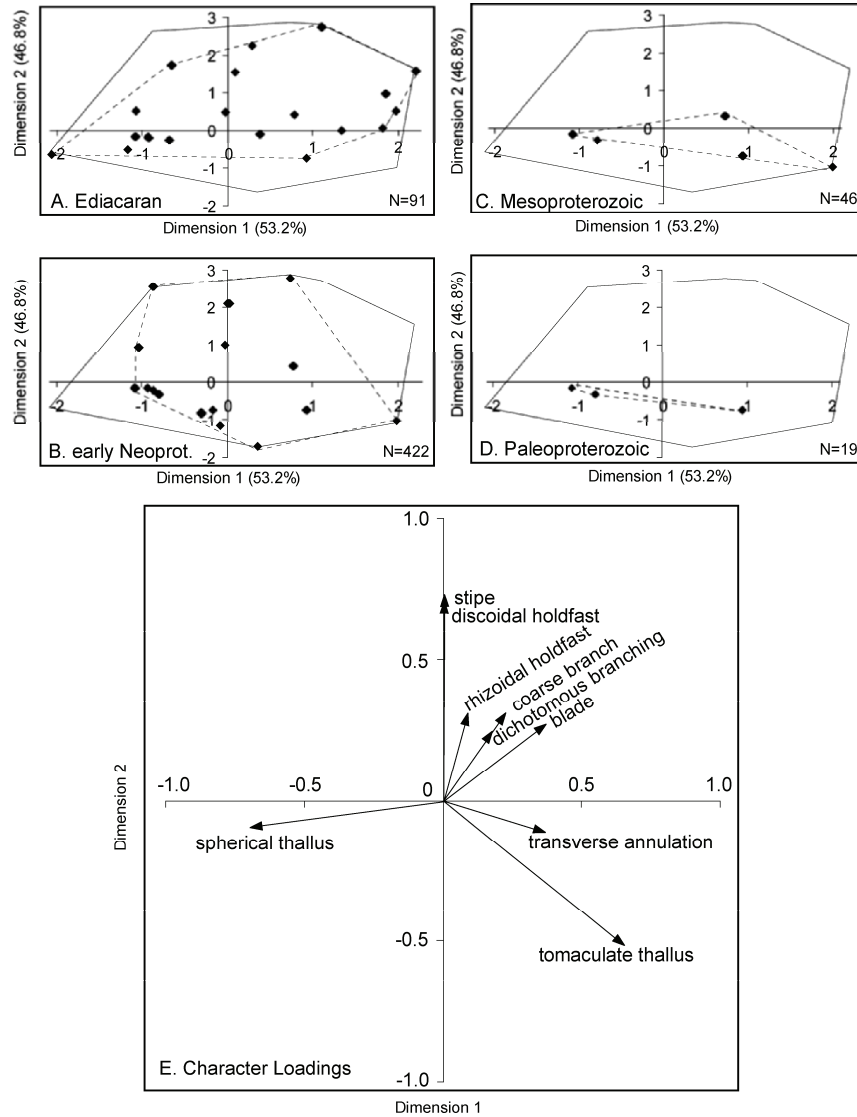 Dimension 2 (46.8%)
3
2
1
0
-1
-2
-2 -1 0 1 2
A. Ediacaran
N=91
Dimension 1 (53.2%)
Dimension 2 (46.8%)
3
2
1
0
-1
-2
-2 -1 0 1 2
C. Mesoproterozoic
N=46
Dimension 1 (53.2%)
Dimension 2 (46.8%)
3
2
1
0
-1
-2
-2 -1 0 1 2
B. early Neoprot.
N=422
Dimension 1 (53.2%)
Dimension 2 (46.8%)
3
2
1
0
-1
-2
-2 -1 0 1 2
D. Paleoproterozoic
N=19
Dimension 1 (53.2%)
1.0
stipe
discoidal holdfast
0.5
rhizoidal holdfast
coarse branch
dichotornous branching
blade
-1.0 -0.5 0 0.5 1.0
Dimension 2
spherical thallus
transverse annulation
-0.5
tomaculate thallus
E. Character Loadings
-1.0
Dimension 1